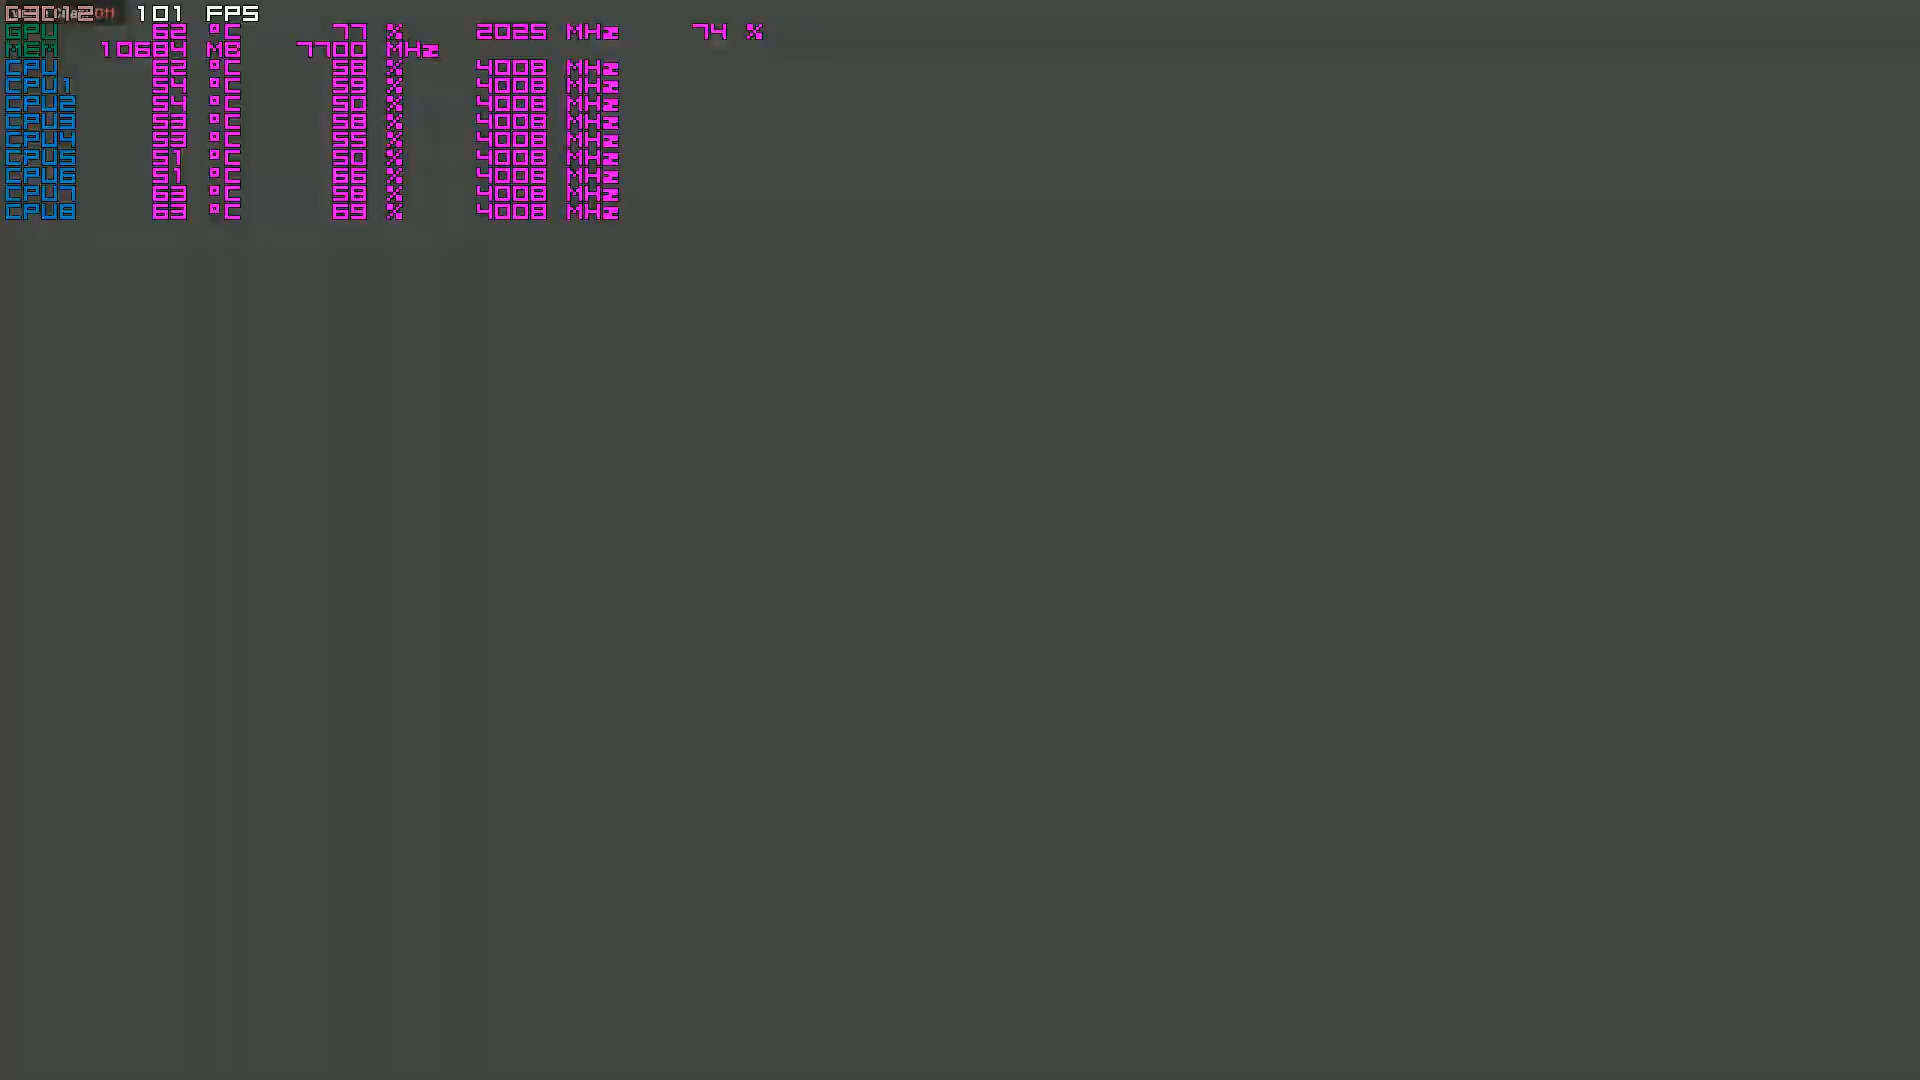 D3D12 101 FPS
GPU 62 °C 77 % 2025 MHz 74 %
MEM 10684 MB 7700 MHz
CPU 62 °C 58 % 4008 MHz
CPU1 54 °C 59 % 4008 MHz
CPU2 54 °C 50 % 4008 MHz
CPU3 53 °C 58 % 4008 MHz
CPU4 53 °C 55 % 4008 MHz
CPU5 51 °C 50 % 4008 MHz
CPU6 51 °C 66 % 4008 MHz
CPU7 63 °C 58 % 4008 MHz
CPU8 63 °C 69 % 4008 MHz